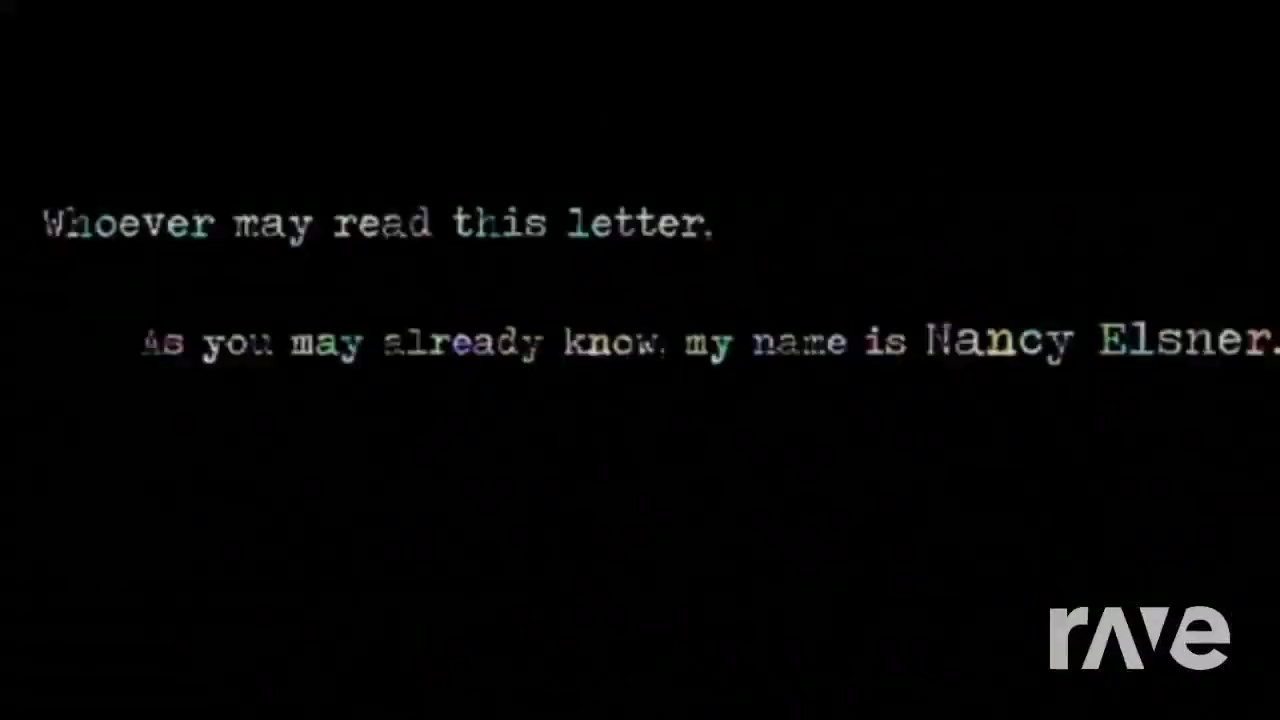 Whoever may read this letter.
As you may already know, my name is Nancy Elsner.
rave